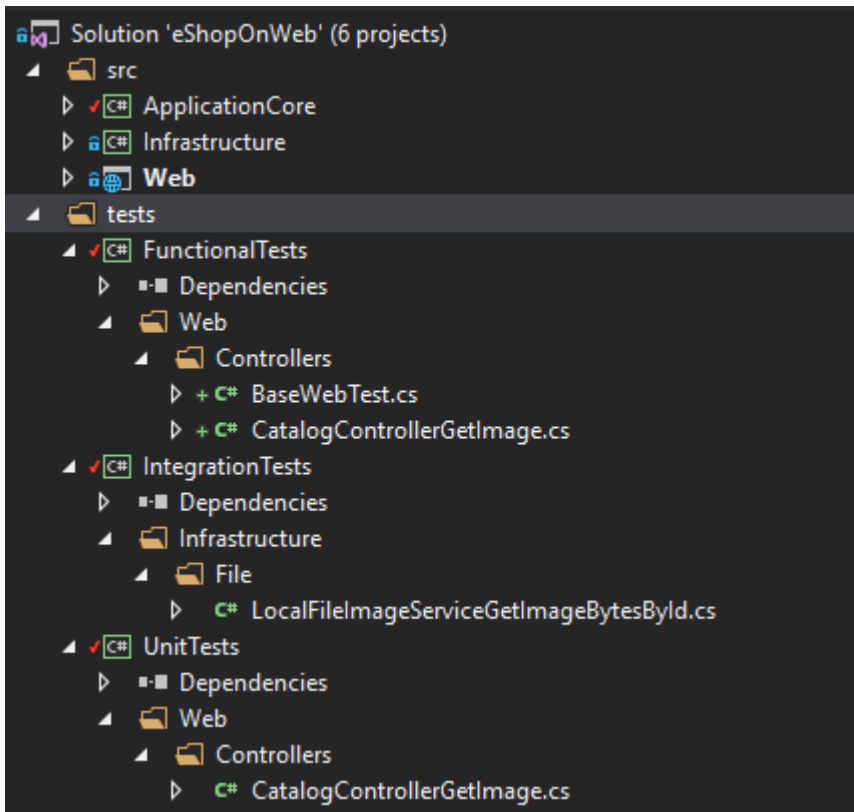 Solution 'eShopOnWeb' (6 projects)
src
C# ApplicationCore
C# Infrastructure
Web
tests
C# FunctionalTests
Dependencies
Web
Controllers
+ C# BaseWebTest.cs
+ C# CatalogControllerGetImage.cs
C# IntegrationTests
Dependencies
Infrastructure
File
C# LocalFileImageServiceGetImageBytesById.cs
C# UnitTests
Dependencies
Web
Controllers
C# CatalogControllerGetImage.cs